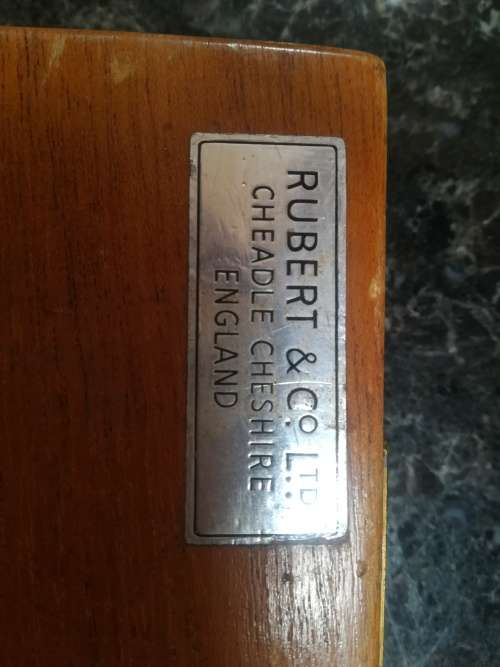 RUBERT & Cº LTD.
CHEADLE CHESHIRE
ENGLAND